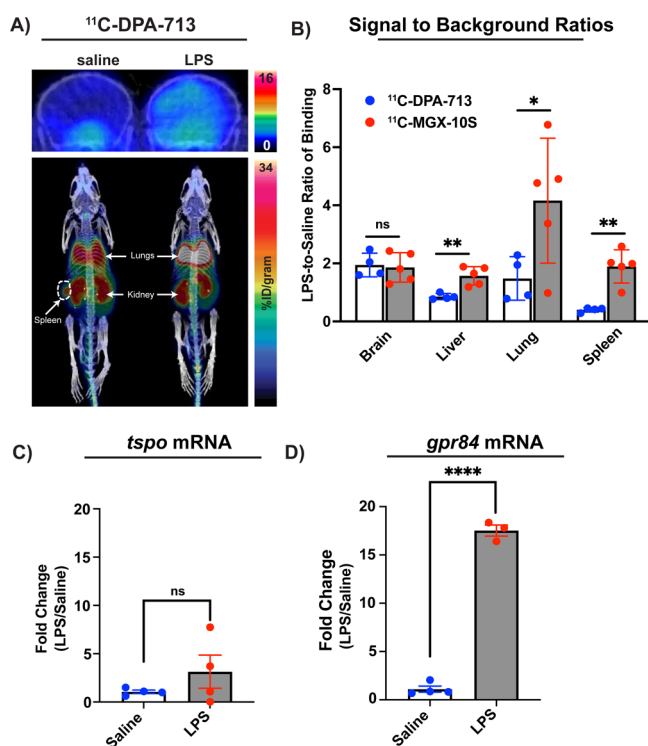 A)
¹¹C-DPA-713
saline
LPS
16
0
34
%ID/gram
Lungs
Kidney
Spleen
B)
Signal to Background Ratios
LPS-to-Saline Ratio of Binding
8
6
4
2
0
¹¹C-DPA-713
¹¹C-MGX-10S
ns
**
*
**
Brain
Liver
Lung
Spleen
C)
tspo mRNA
Fold Change
(LPS/Saline)
20
15
10
5
0
ns
Saline
LPS
D)
gpr84 mRNA
Fold Change
(LPS/Saline)
20
15
10
5
0
****
Saline
LPS